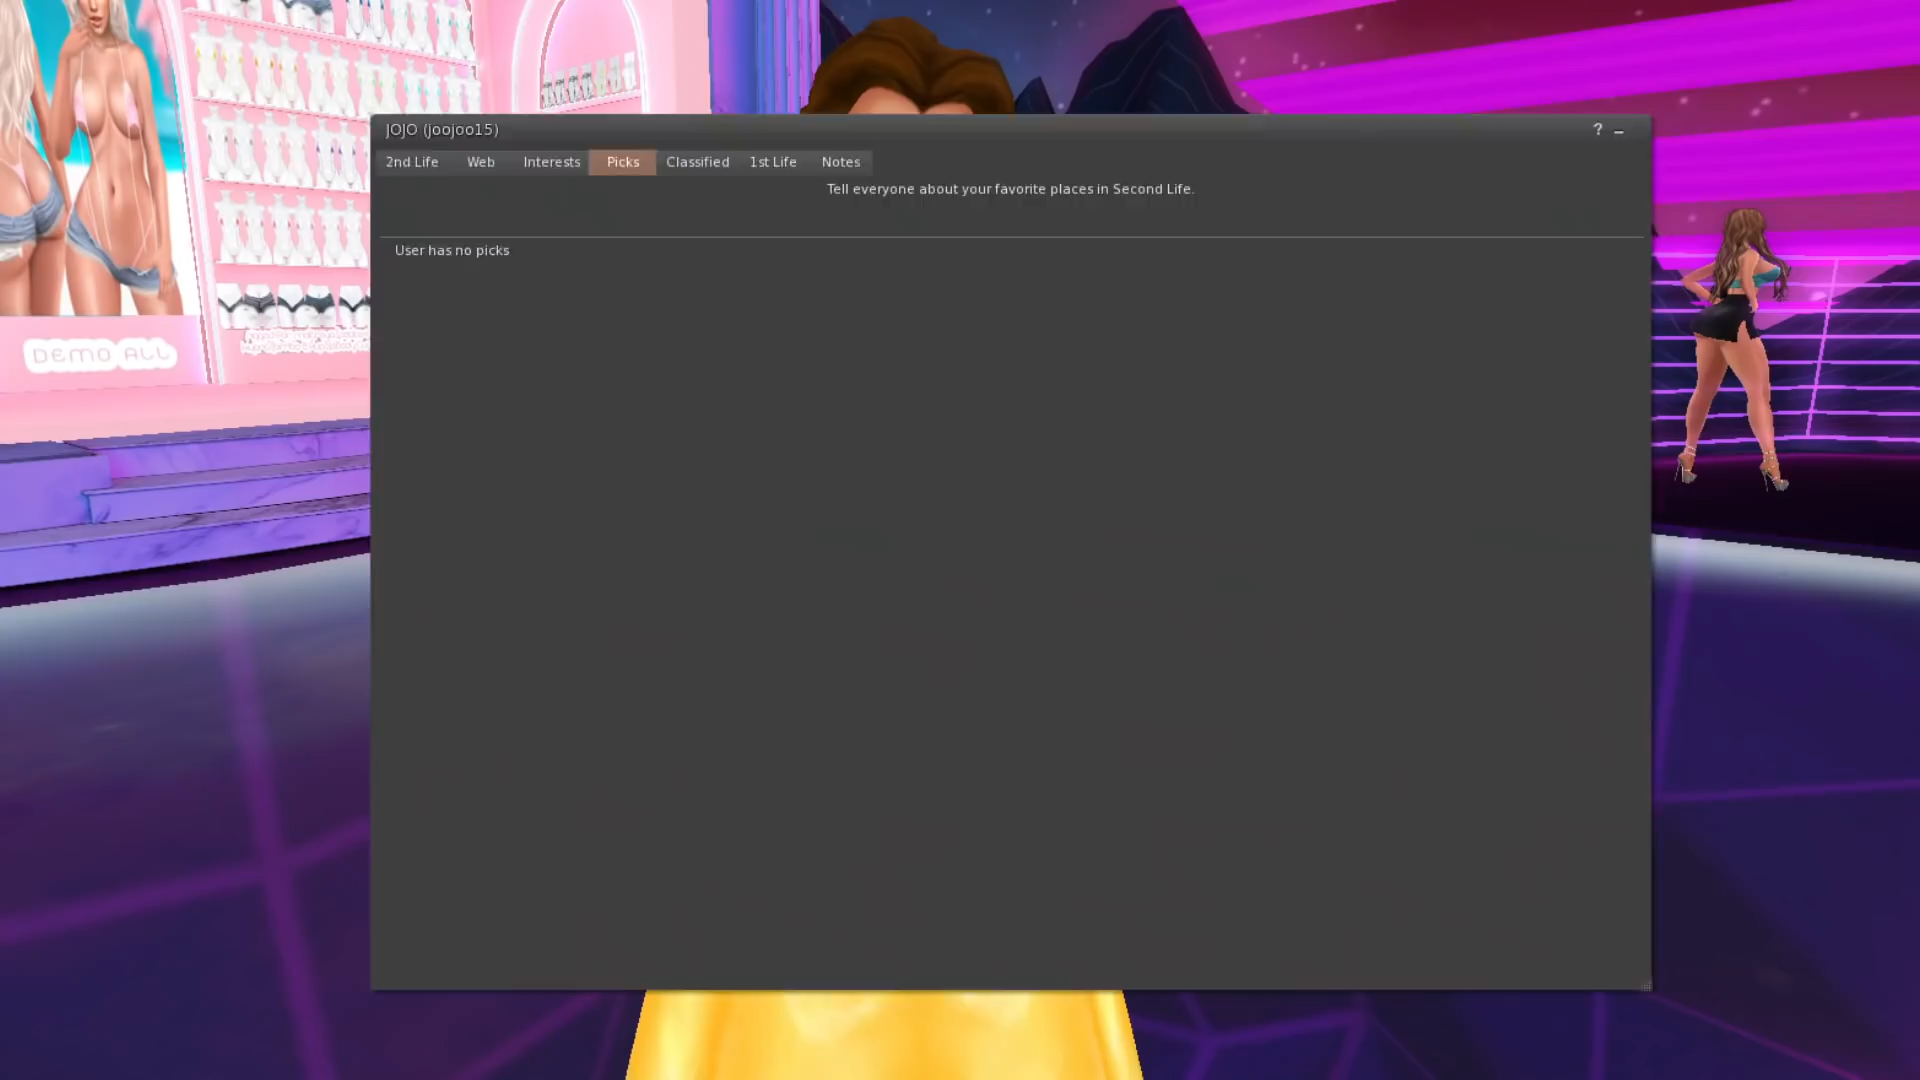 JOJO (joojoo15)
?
2nd Life Web Interests Picks Classified 1st Life Notes
Tell everyone about your favorite places in Second Life.
User has no picks
DEMO ALL